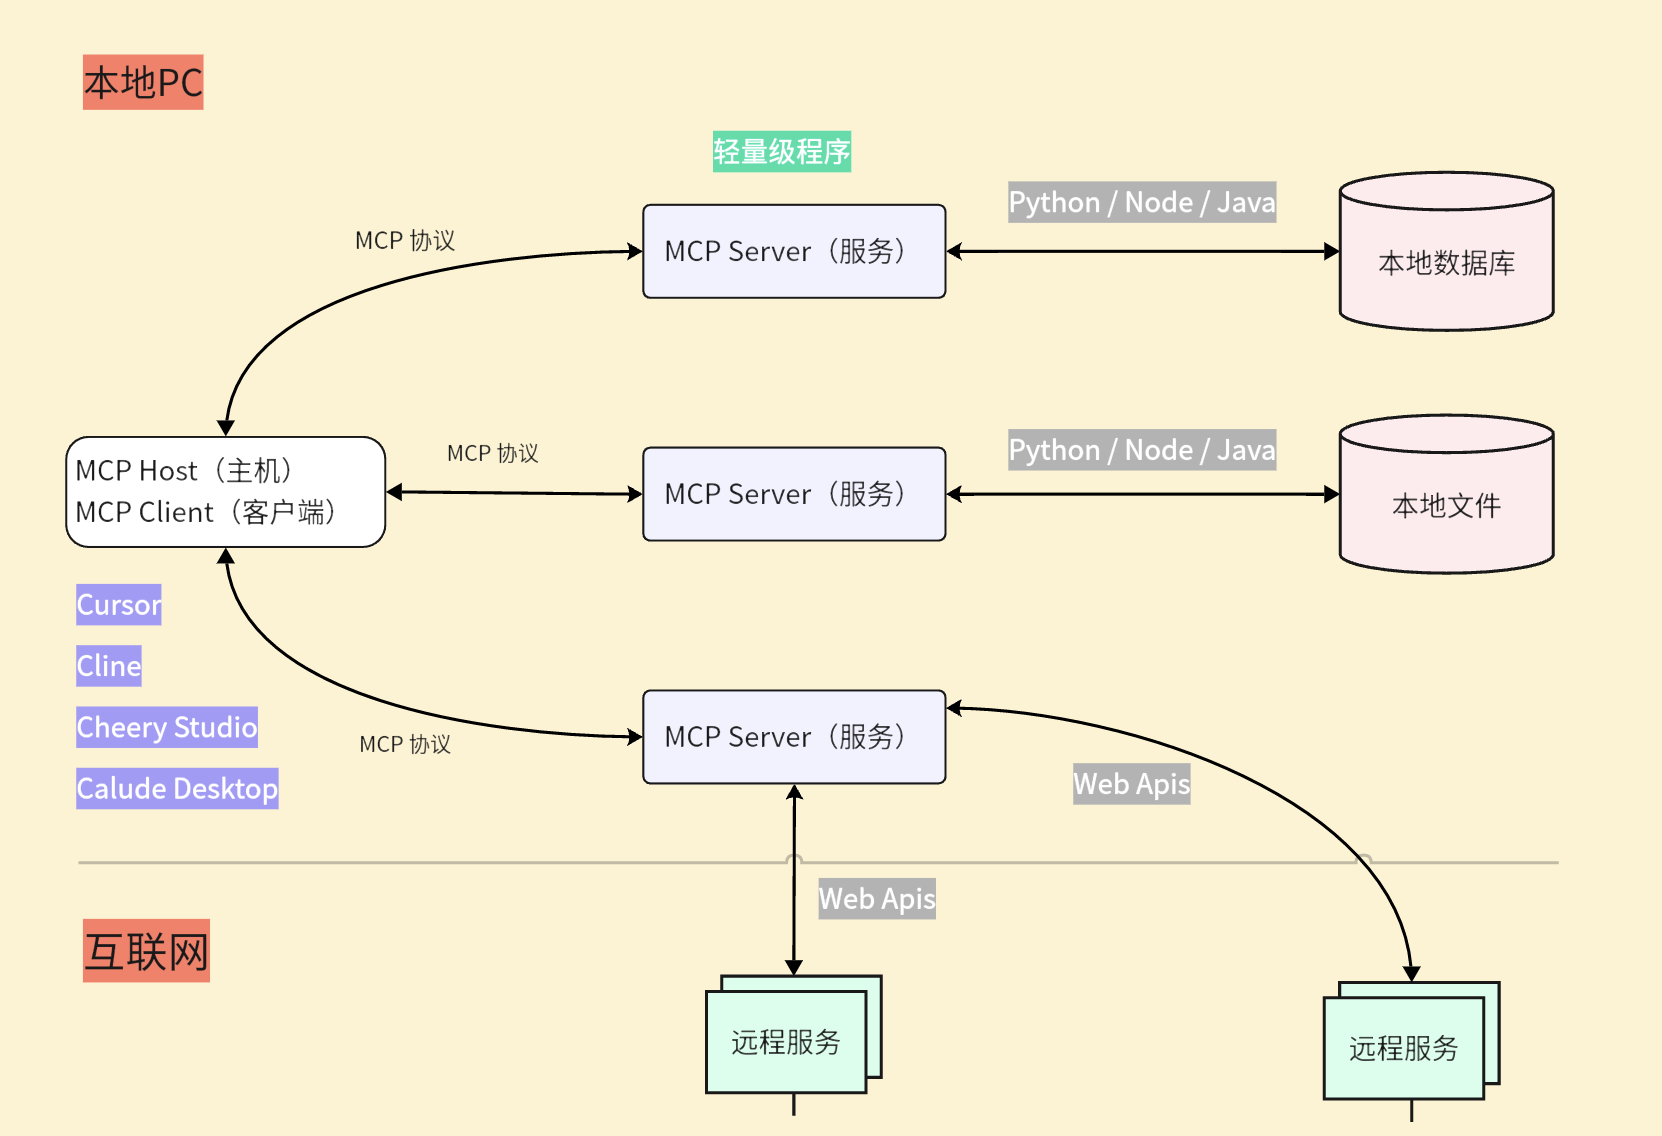 本地PC
轻量级程序
Python / Node / Java
MCP 协议
MCP Server（服务）
本地数据库
MCP 协议
Python / Node / Java
MCP Host（主机）
MCP Client（客户端）
MCP Server（服务）
本地文件
Cursor
Cline
Cheery Studio
Calude Desktop
MCP 协议
MCP Server（服务）
Web Apis
Web Apis
互联网
远程服务
远程服务